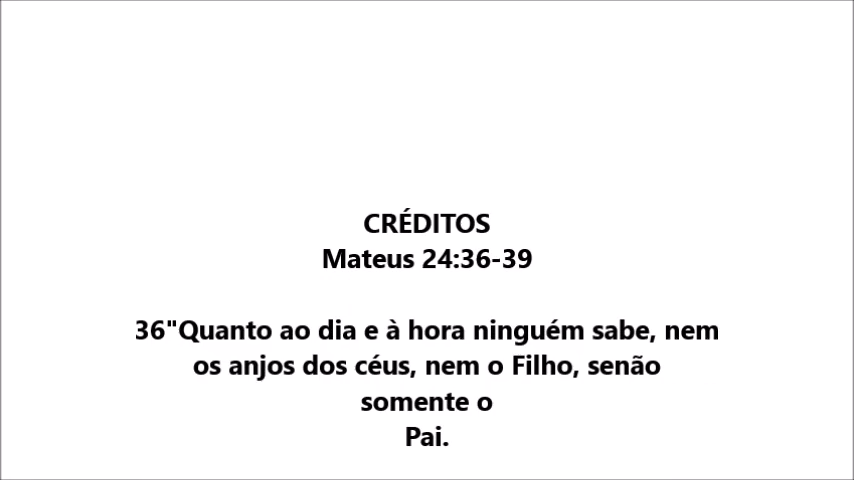 CRÉDITOS
Mateus 24:36-39
36"Quanto ao dia e à hora ninguém sabe, nem
os anjos dos céus, nem o Filho, senão
somente o
Pai.